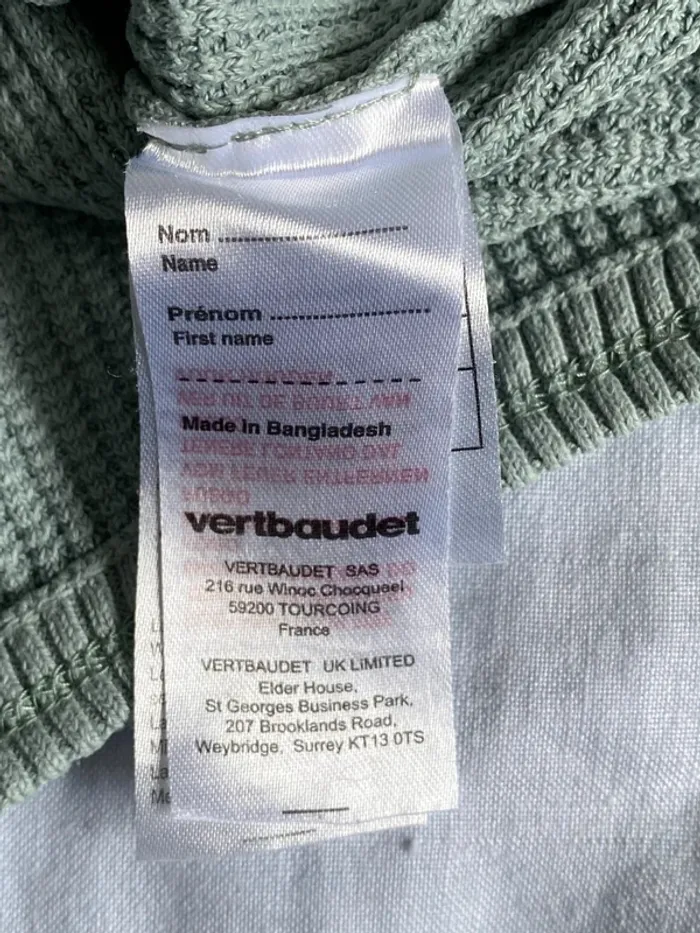 Nom
Name
Prénom
First name
Made in Bangladesh
vertbaudet
VERTBAUDET SAS
216 rue Winoc Chocqueel
59200 TOURCOING
France
VERTBAUDET UK LIMITED
Elder House,
St Georges Business Park,
207 Brooklands Road,
Weybridge, Surrey KT13 0TS